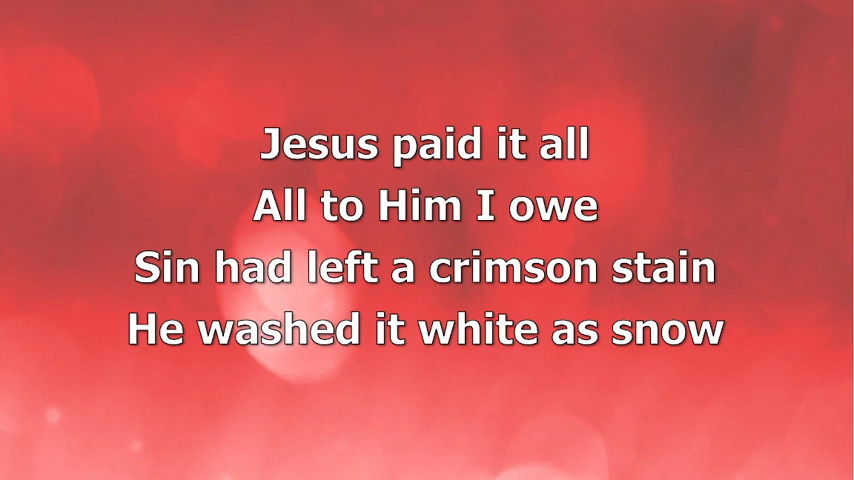 Jesus paid it all
All to Him I owe
Sin had left a crimson stain
He washed it white as snow